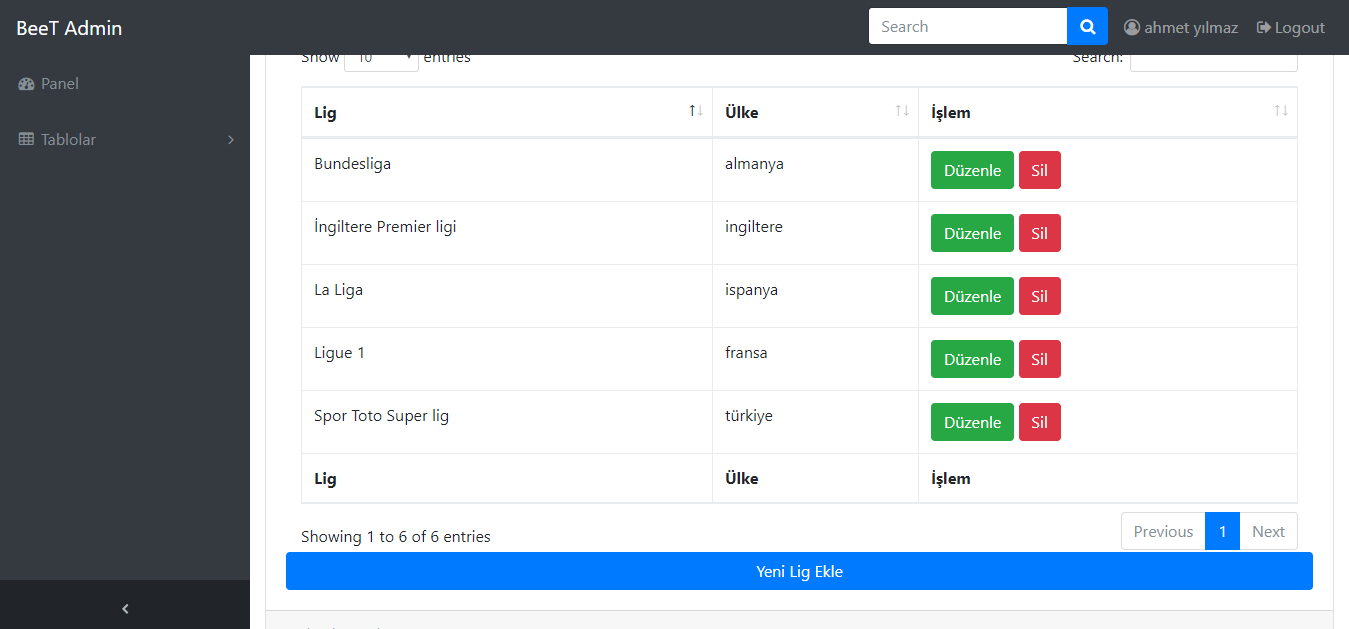 BeeT Admin
Search
ahmet yılmaz
Logout
Panel
Tablolar
Show 10 entries
Search:
Lig Ülke İşlem
Bundesliga almanya Düzenle Sil
İngiltere Premier ligi ingiltere Düzenle Sil
La Liga ispanya Düzenle Sil
Ligue 1 fransa Düzenle Sil
Spor Toto Super lig türkiye Düzenle Sil
Lig Ülke İşlem
Showing 1 to 6 of 6 entries
Previous 1 Next
Yeni Lig Ekle